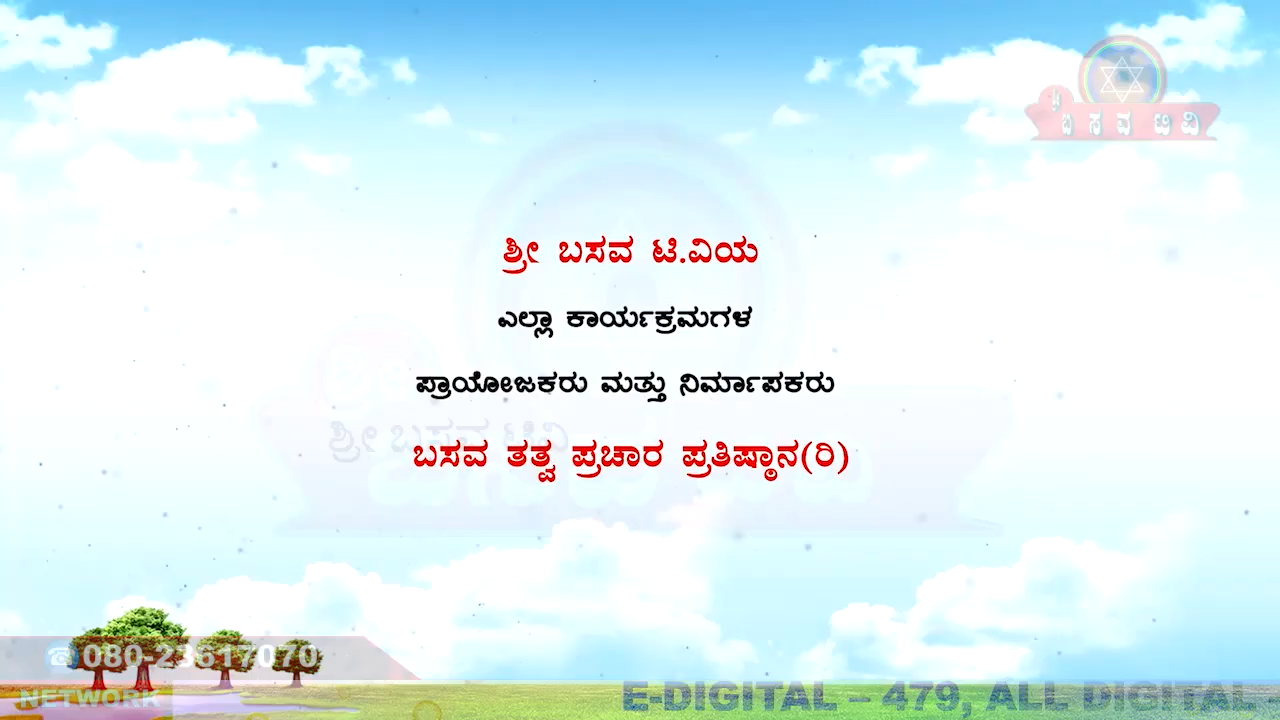 ಬಸವ ಟಿವಿ
ಶ್ರೀ ಬಸವ ಟಿ.ವಿಯ
ಎಲ್ಲಾ ಕಾರ್ಯಕ್ರಮಗಳ
ಪ್ರಾಯೋಜಕರು ಮತ್ತು ನಿರ್ಮಾಪಕರು
ಶ್ರೀ ಬಸವ ಟಿವಿ
ಬಸವ ತತ್ವ ಪ್ರಚಾರ ಪ್ರತಿಷ್ಠಾನ(ರಿ)
080-23617070
NETWORK
E-DIGITAL – 479, ALL DIGITAL -